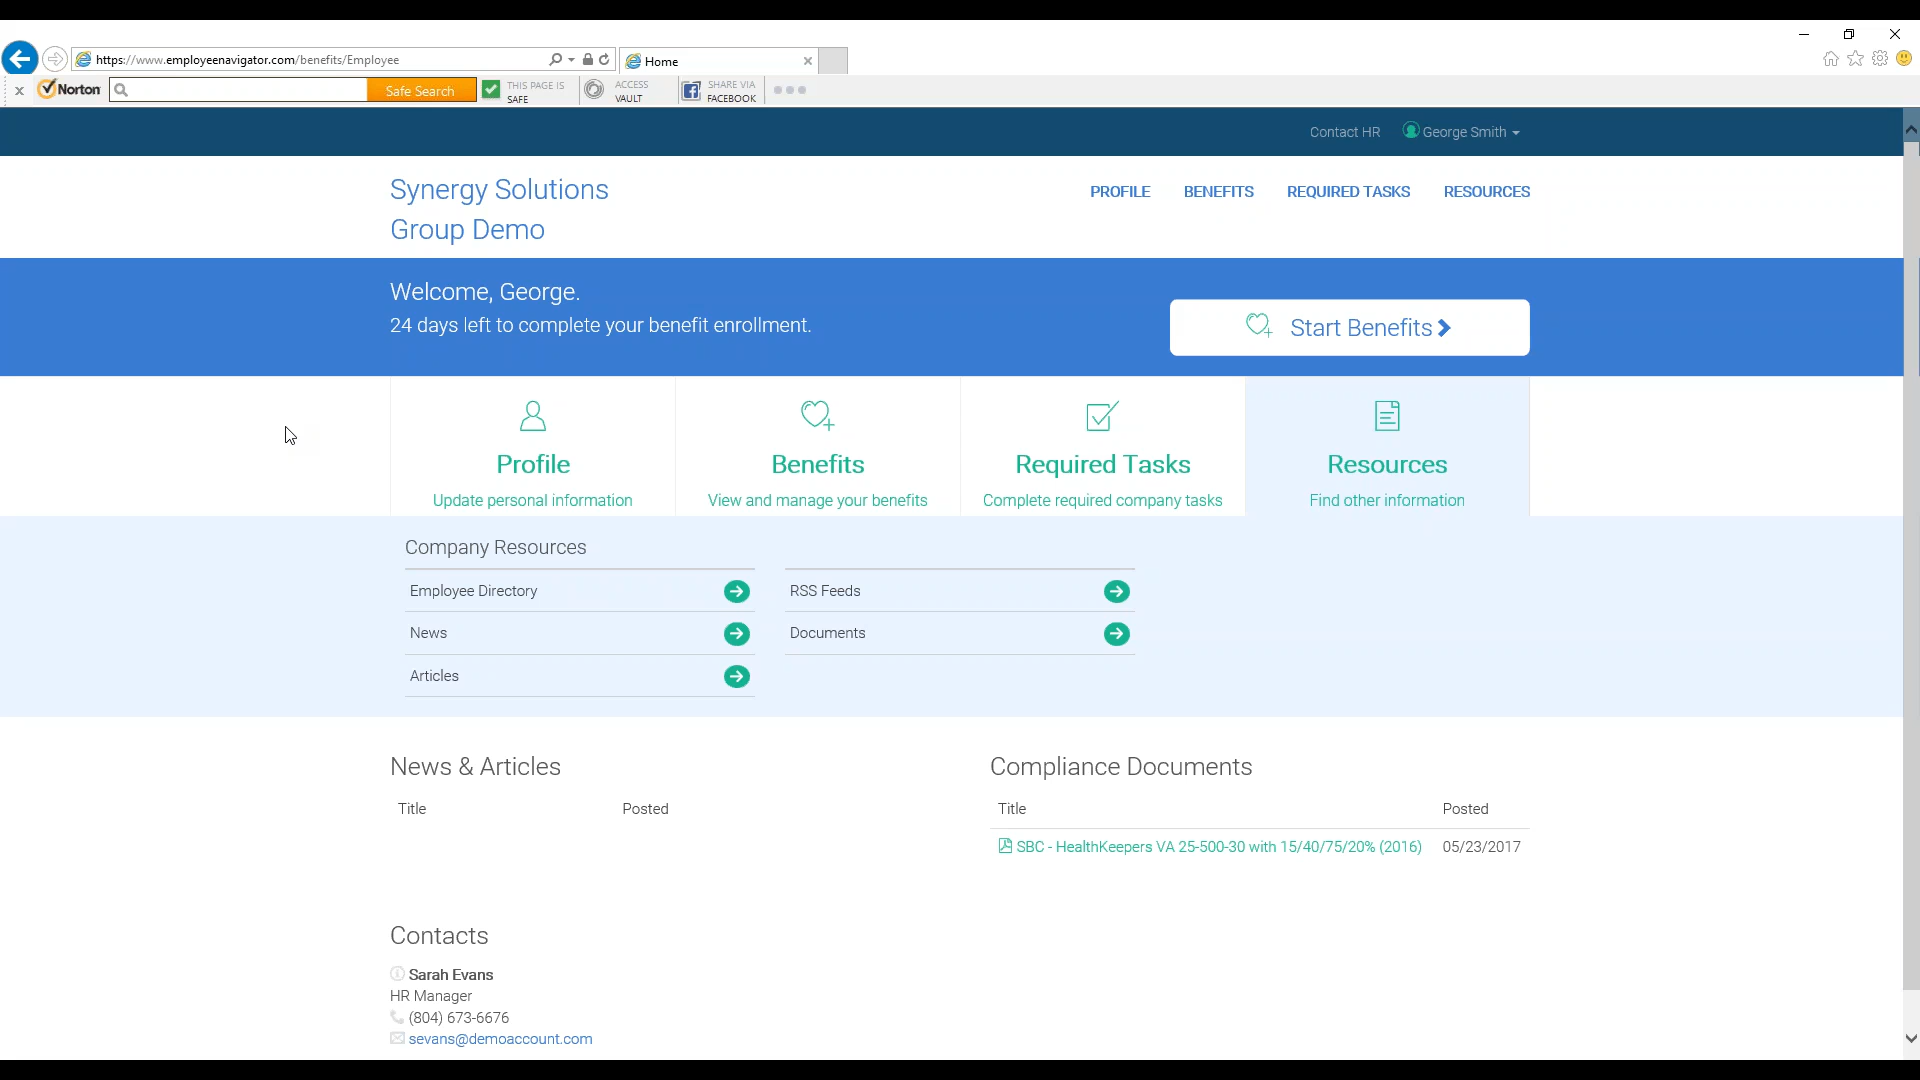 https://www.employeenavigator.com/benefits/Employee
Home
Norton
Safe Search
THIS PAGE IS
SAFE
ACCESS
VAULT
SHARE VIA
FACEBOOK
Contact HR
George Smith
Synergy Solutions
Group Demo
PROFILE
BENEFITS
REQUIRED TASKS
RESOURCES
Welcome, George.
24 days left to complete your benefit enrollment.
Start Benefits
Profile
Update personal information
Benefits
View and manage your benefits
Required Tasks
Complete required company tasks
Resources
Find other information
Company Resources
Employee Directory
News
Articles
RSS Feeds
Documents
News & Articles
Title Posted
Compliance Documents
Title Posted
SBC - HealthKeepers VA 25-500-30 with 15/40/75/20% (2016) 05/23/2017
Contacts
Sarah Evans
HR Manager
(804) 673-6676
sevans@demoaccount.com